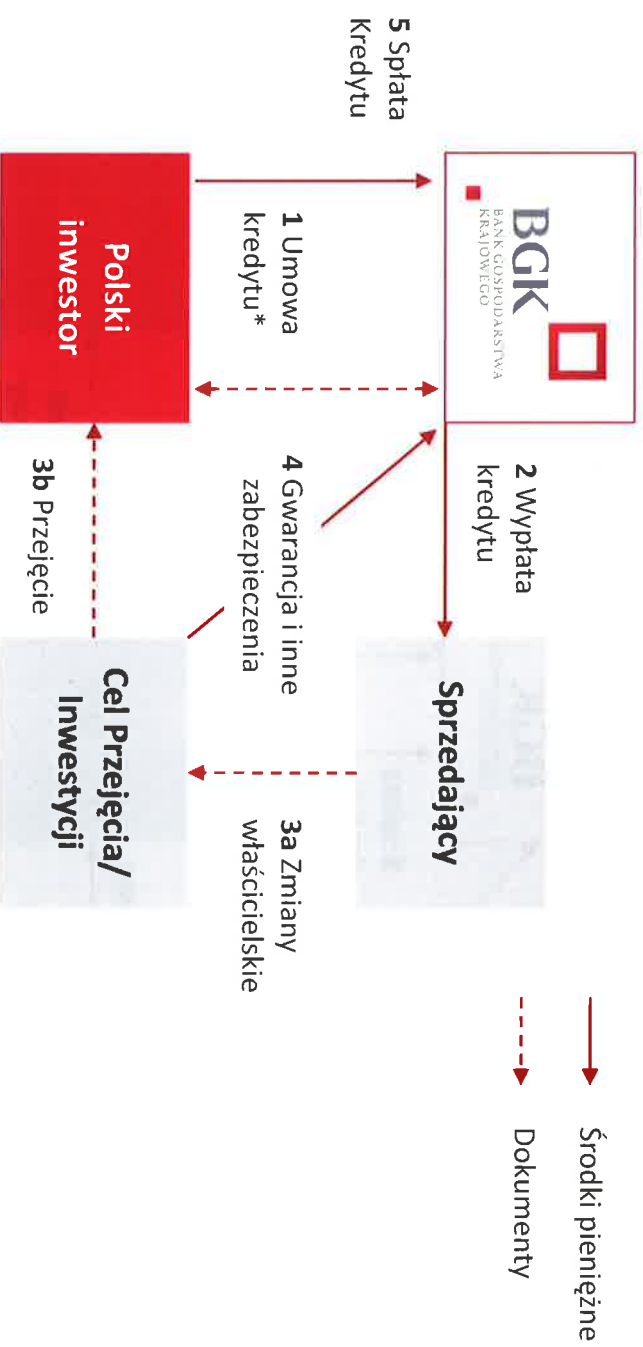 BGK
BANK GOSPODARSTWA
KRAJOWEGO
2 Wypłata
kredytu
Sprzedający
5 Spłata
Kredytu
1 Umowa
kredytu*
4 Gwarancja i inne
zabezpieczenia
3a Zmiany
właścicielskie
Polski
inwestor
3b Przejęcie
Cel Przejęcia/
Inwestycji
Środki pieniężne
Dokumenty